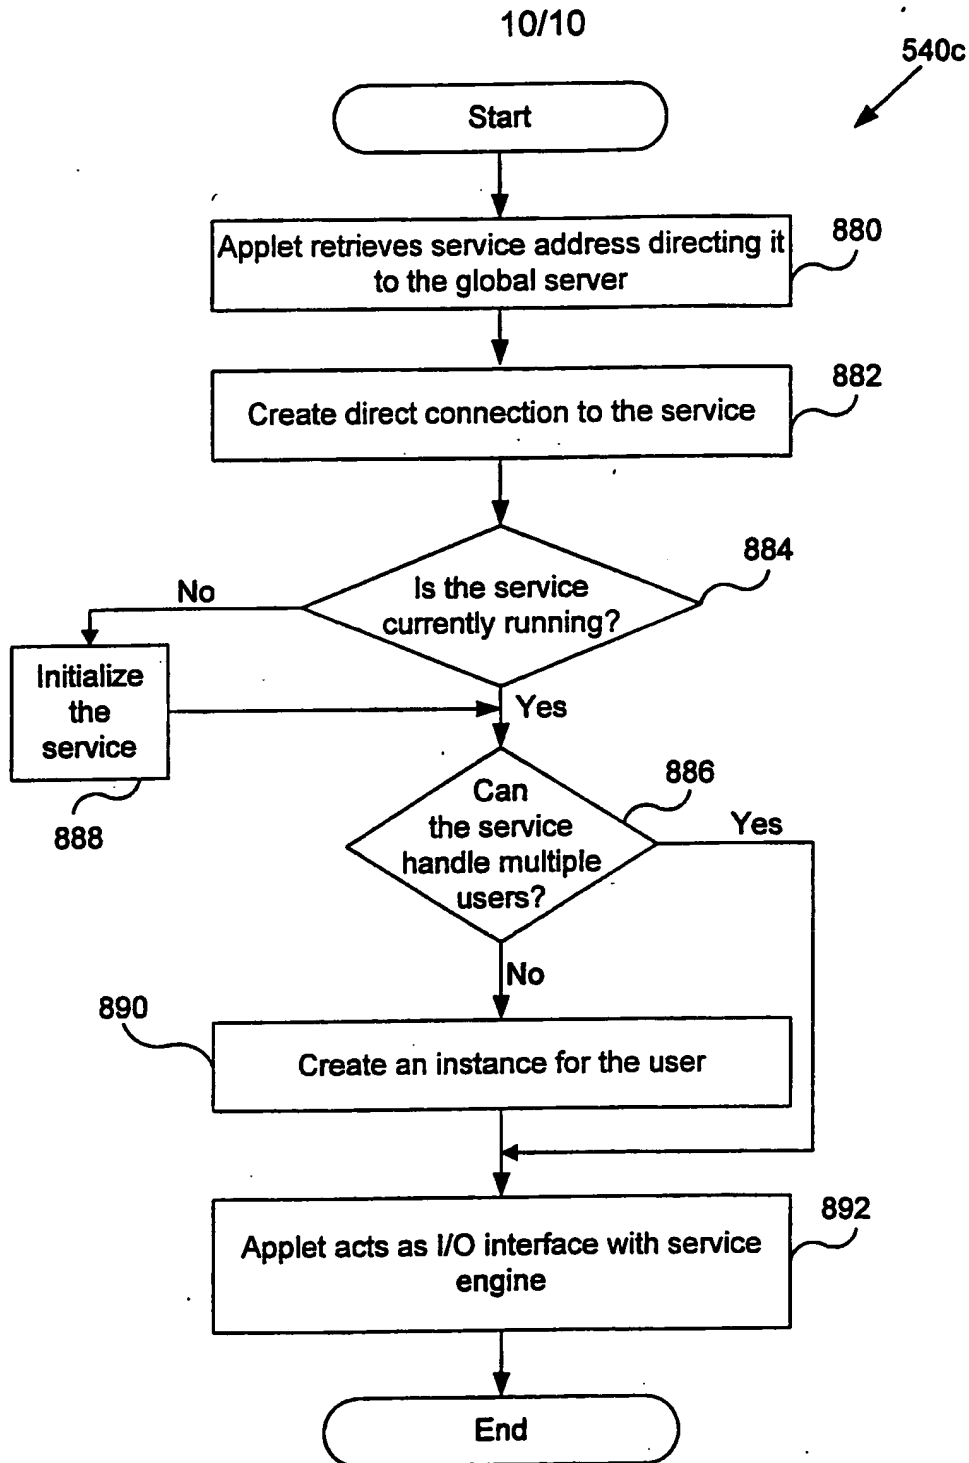 10/10
540c
Start
Applet retrieves service address directing it
to the global server
880
Create direct connection to the service
882
Is the service
currently running?
884
No
Initialize
the
service
888
Yes
Can
the service
handle multiple
users?
886
Yes
No
890
Create an instance for the user
Applet acts as I/O interface with service
engine
892
End